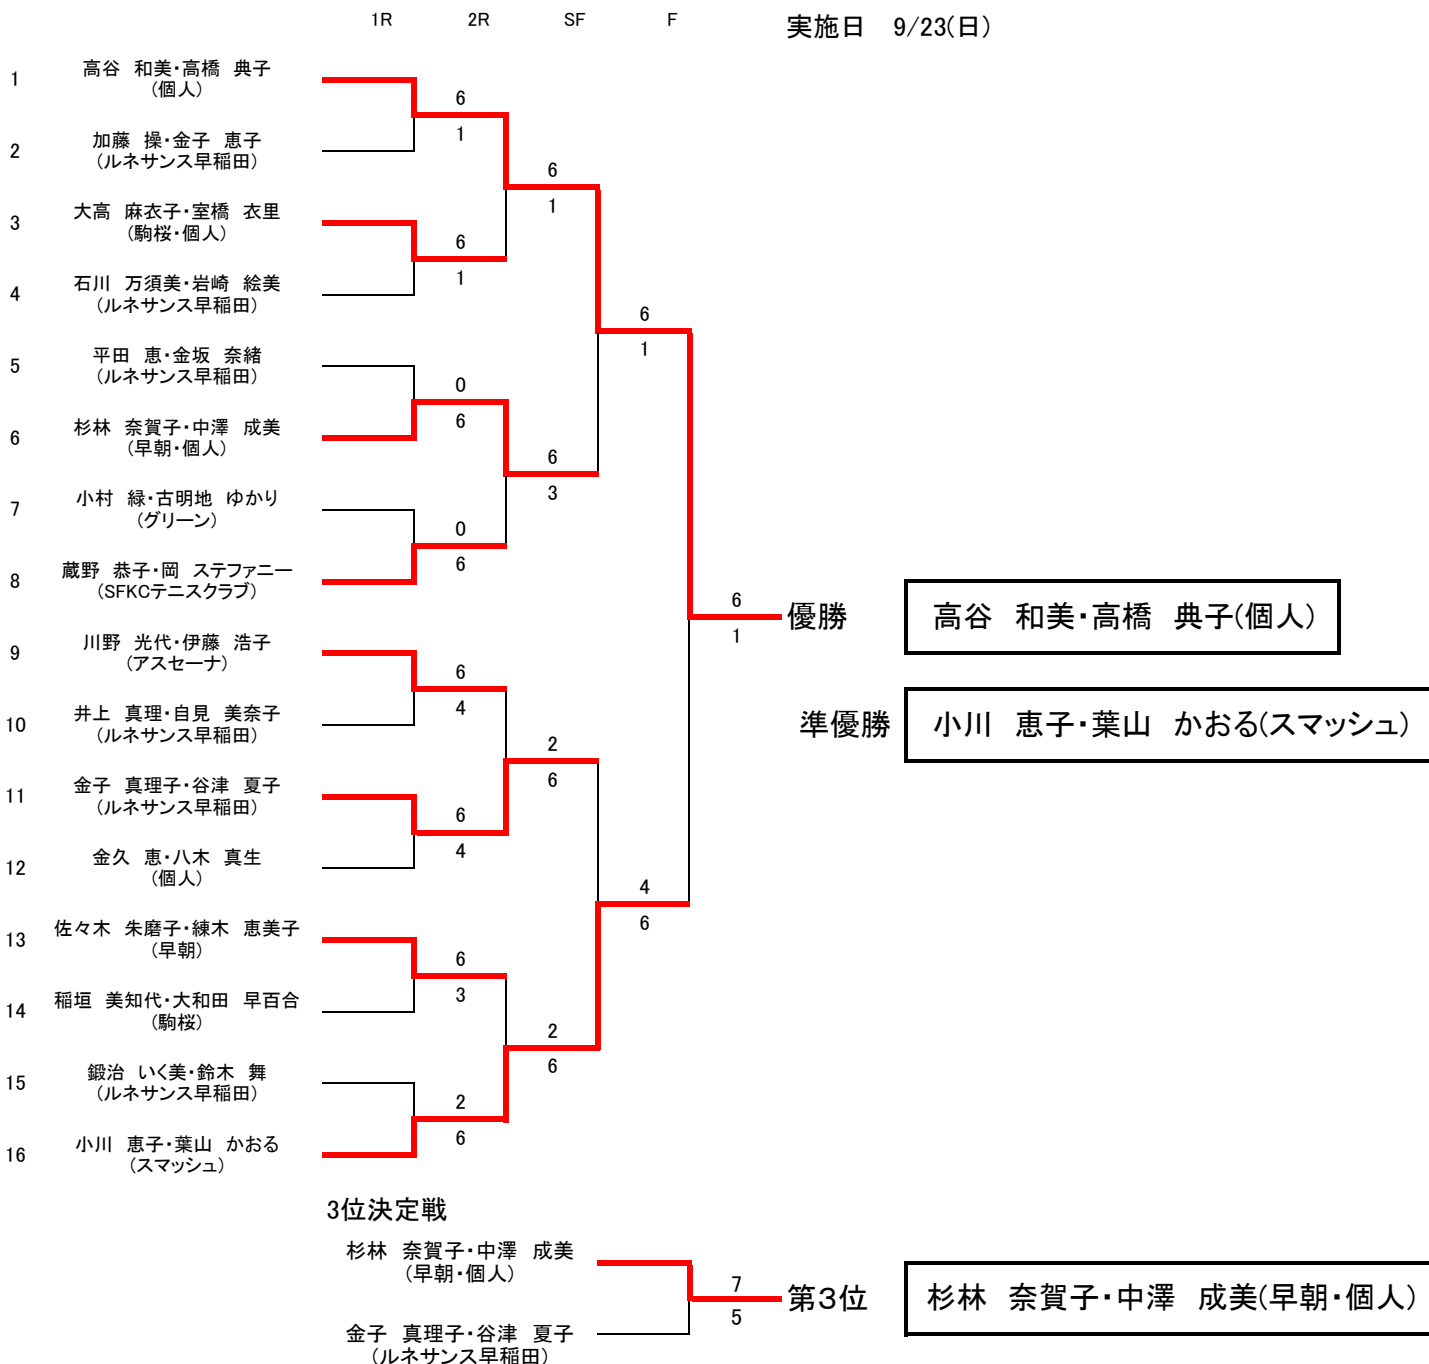 1R 2R SF F 実施日 9/23(日)
1 高谷 和美・高橋 典子
(個人)
6
1
2 加藤 操・金子 恵子
(ルネサンス早稲田)
6
1
3 大高 麻衣子・室橋 衣里
(駒桜・個人)
6
1
4 石川 万須美・岩崎 絵美
(ルネサンス早稲田)
6
1
5 平田 恵・金坂 奈緒
(ルネサンス早稲田)
0
6
6 杉林 奈賀子・中澤 成美
(早朝・個人)
6
3
7 小村 緑・古明地 ゆかり
(グリーン)
0
6
8 蔵野 恭子・岡 ステファニー
(SFKCテニスクラブ)
6
1
優勝 高谷 和美・高橋 典子(個人)
9 川野 光代・伊藤 浩子
(アスセーナ)
6
4
準優勝 小川 恵子・葉山 かおる(スマッシュ)
10 井上 真理・自見 美奈子
(ルネサンス早稲田)
2
6
11 金子 真理子・谷津 夏子
(ルネサンス早稲田)
6
4
12 金久 恵・八木 真生
(個人)
4
6
13 佐々木 朱磨子・練木 恵美子
(早朝)
6
3
14 稲垣 美知代・大和田 早百合
(駒桜)
2
6
15 鍛治 いく美・鈴木 舞
(ルネサンス早稲田)
2
6
16 小川 恵子・葉山 かおる
(スマッシュ)
3位決定戦
杉林 奈賀子・中澤 成美
(早朝・個人)
7
5
第3位 杉林 奈賀子・中澤 成美(早朝・個人)
金子 真理子・谷津 夏子
(ルネサンス早稲田)